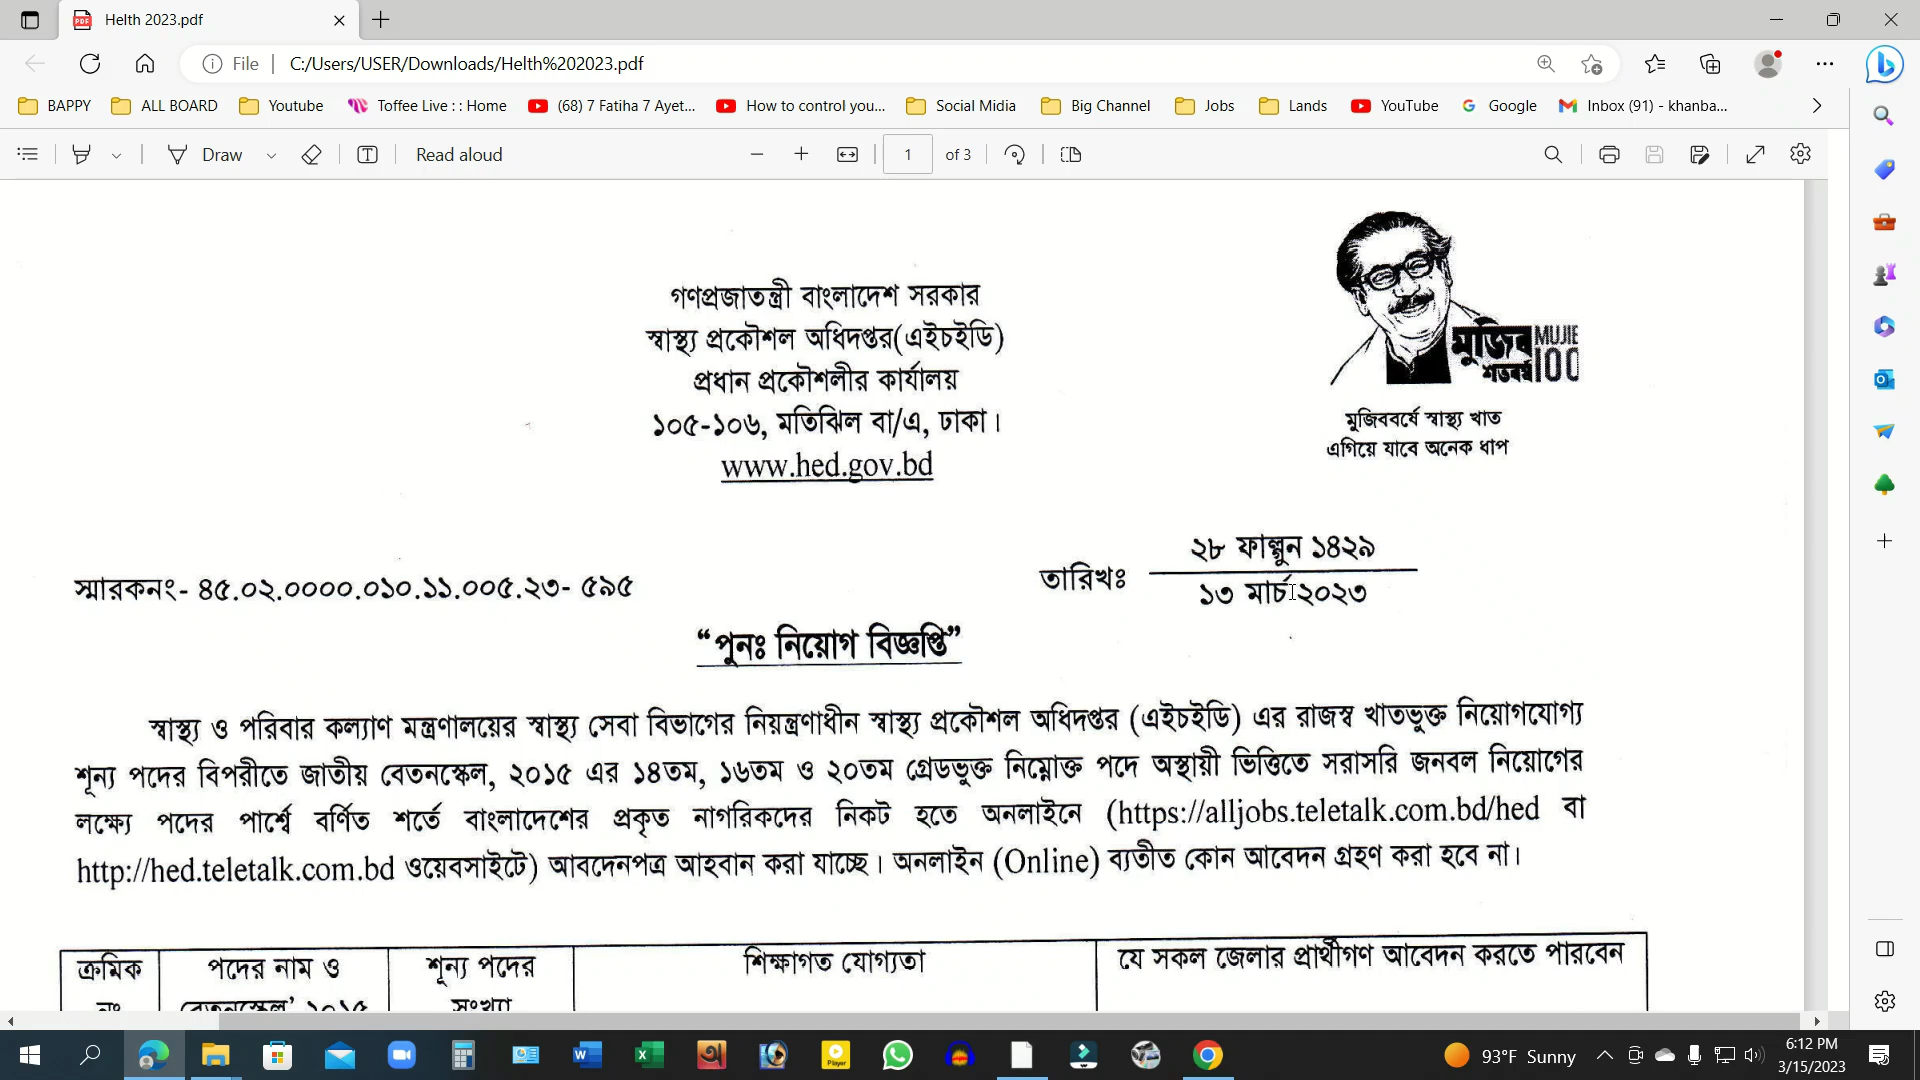 Helth 2023.pdf
File
C:/Users/USER/Downloads/Helth%202023.pdf
BAPPY
ALL BOARD
Youtube
Toffee Live : : Home
(68) 7 Fatiha 7 Ayet...
How to control you...
Social Midia
Big Channel
Jobs
Lands
YouTube
Google
Inbox (91) - khanba...
Draw
Read aloud
1
of 3
গণপ্রজাতন্ত্রী বাংলাদেশ সরকার
স্বাস্থ্য প্রকৌশল অধিদপ্তর(এইচইডি)
প্রধান প্রকৌশলীর কার্যালয়
১০৫-১০৬, মতিঝিল বা/এ, ঢাকা।
www.hed.gov.bd
মুজিব
শতবর্ষ
MUJIB
100
মুজিববর্ষে স্বাস্থ্য খাত
এগিয়ে যাবে অনেক ধাপ
স্মারকনং- ৪৫.০২.০০০০.০১০.১১.০০৫.২৩- ৫৯৫
তারিখঃ
২৮ ফাল্গুন ১৪২৯
১৩ মার্চ ২০২৩
“পুনঃ নিয়োগ বিজ্ঞপ্তি”
স্বাস্থ্য ও পরিবার কল্যাণ মন্ত্রণালয়ের স্বাস্থ্য সেবা বিভাগের নিয়ন্ত্রণাধীন স্বাস্থ্য প্রকৌশল অধিদপ্তর (এইচইডি) এর রাজস্ব খাতভুক্ত নিয়োগযোগ্য
শূন্য পদের বিপরীতে জাতীয় বেতনস্কেল, ২০১৫ এর ১৪তম, ১৬তম ও ২০তম গ্রেডভুক্ত নিম্নোক্ত পদে অস্থায়ী ভিত্তিতে সরাসরি জনবল নিয়োগের
লক্ষ্যে পদের পার্শ্বে বর্ণিত শর্তে বাংলাদেশের প্রকৃত নাগরিকদের নিকট হতে অনলাইনে (https://alljobs.teletalk.com.bd/hed বা
http://hed.teletalk.com.bd ওয়েবসাইটে) আবেদনপত্র আহবান করা যাচ্ছে। অনলাইন (Online) ব্যতীত কোন আবেদন গ্রহণ করা হবে না।
ক্রমিক
নং
পদের নাম ও
বেতনস্কেল’ ২০১৫
শূন্য পদের
সংখ্যা
শিক্ষাগত যোগ্যতা
যে সকল জেলার প্রার্থীগণ আবেদন করতে পারবেন
93°F Sunny
6:12 PM
3/15/2023